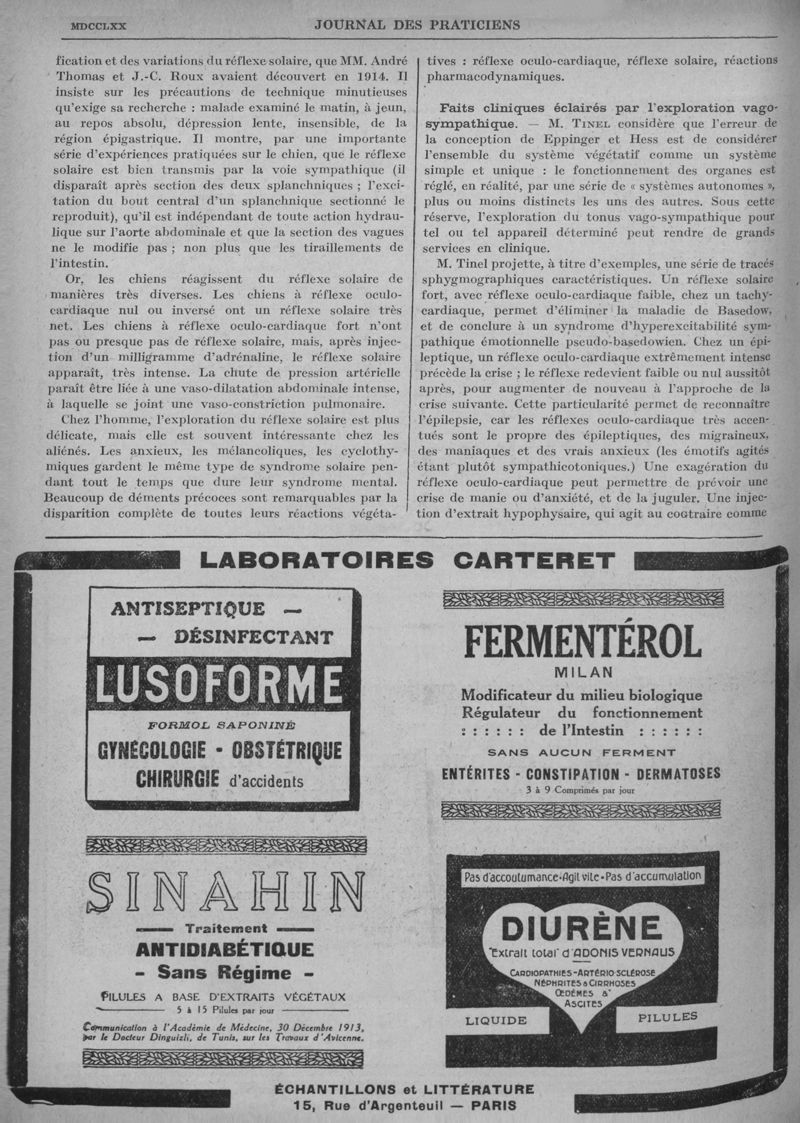 MDCCLXX
JOURNAL DES PRATICIENS
fication et des variations du réflexe solaire, que MM. André
Thomas et J.-C. Roux avaient découvert en 1914. Il
insiste sur les précautions de technique minutieuses
qu'exige sa recherche : malade examiné le matin, à jeun,
au repos absolu, dépression lente, insensible, de la
région épigastrique. Il montre, par une importante
série d'expériences pratiquées sur le chien, que le réflexe
solaire est bien transmis par la voie sympathique (il
disparaît après section des deux splanchniques ; l'exci-
tation du bout central d'un splanchnique sectionné le
reproduit), qu'il est indépendant de toute action hydrau-
lique sur l'aorte abdominale et que la section des vagues
ne le modifie pas ; non plus que les tiraillements de
l'intestin.
Or, les chiens réagissent du réflexe solaire de
manières très diverses. Les chiens à réflexe oculo-
cardiaque nul ou inversé ont un réflexe solaire très
net. Les chiens à réflexe oculo-cardiaque fort n'ont
pas ou presque pas de réflexe solaire, mais, après injec-
tion d'un milligramme d'adrénaline, le réflexe solaire
apparaît, très intense. La chute de pression artérielle
paraît être liée à une vaso-dilatation abdominale intense,
à laquelle se joint une vaso-constriction pulmonaire.
Chez l'homme, l'exploration du réflexe solaire est plus
délicate, mais elle est souvent intéressante chez les
aliénés. Les anxieux, les mélancoliques, les cyclothy-
miques gardent le même type de syndrome solaire pen-
dant tout le temps que dure leur syndrome mental.
Beaucoup de déments précoces sont remarquables par la
disparition complète de toutes leurs réactions végéta-
tives : réflexe oculo-cardiaque, réflexe solaire, réactions
pharmacodynamiques.
Faits cliniques éclairés par l'exploration vago-
sympathique. — M. TINEL considère que l'erreur de
la conception de Eppinger et Hess est de considérer
l'ensemble du système végétatif comme un système
simple et unique : le fonctionnement des organes est
réglé, en réalité, par une série de « systèmes autonomes »,
plus ou moins distincts les uns des autres. Sous cette
réserve, l'exploration du tonus vago-sympathique pour
tel ou tel appareil déterminé peut rendre de grands
services en clinique.
M. Tinel projette, à titre d'exemples, une série de tracés
sphygmographiques caractéristiques. Un réflexe solaire
fort, avec réflexe oculo-cardiaque faible, chez un tachy-
cardiaque, permet d'éliminer la maladie de Basedow,
et de conclure à un syndrome d'hyperexcitabilité sym-
pathique émotionnelle pseudo-basedowien. Chez un épi-
leptique, un réflexe oculo-cardiaque extrêmement intense
précède la crise ; le réflexe redevient faible ou nul aussitôt
après, pour augmenter de nouveau à l'approche de la
crise suivante. Cette particularité permet de reconnaître
l'épilepsie, car les réflexes oculo-cardiaque très accen-
tués sont le propre des épileptiques, des migraineux,
des maniaques et des vrais anxieux (les émotifs agités
étant plutôt sympathicotoniques.) Une exagération du
réflexe oculo-cardiaque peut permettre de prévoir une
crise de manie ou d'anxiété, et de la juguler. Une injec-
tion d'extrait hypophysaire, qui agit au contraire comme
LABORATOIRES CARTERET
ANTISEPTIQUE —
— DÉSINFECTANT
LUSOFORME
FORMOL SAPONINÉ
GYNÉCOLOGIE - OBSTÉTRIQUE
CHIRURGIE d'accidents
FERMENTÉROL
MILAN
Modificateur du milieu biologique
Régulateur du fonctionnement
: : : : : : de l'Intestin : : : : : :
SANS AUCUN FERMENT
ENTÉRITES - CONSTIPATION - DERMATOSES
3 à 9 Comprimés par jour
SINAHIN
Traitement
ANTIDIABÉTIQUE
- Sans Régime -
PILULES A BASE D'EXTRAITS VÉGÉTAUX
5 à 15 Pilules par jour
Communication à l'Académie de Médecine, 30 Décembre 1913,
par le Docteur Dinguizli, de Tunis, sur les Travaux d'Avicenne.
Pas d'accoutumance-Agit vite-Pas d'accumulation
DIURÈNE
"Extrait total" d'ADONIS VERNALIS
CARDIOPATHIES-ARTÉRIO SCLÉROSE
NÉPHRITES & CIRRHOSES
ŒDÈMES &
ASCITES
LIQUIDE
PILULES
ÉCHANTILLONS et LITTÉRATURE
15, Rue d'Argenteuil — PARIS